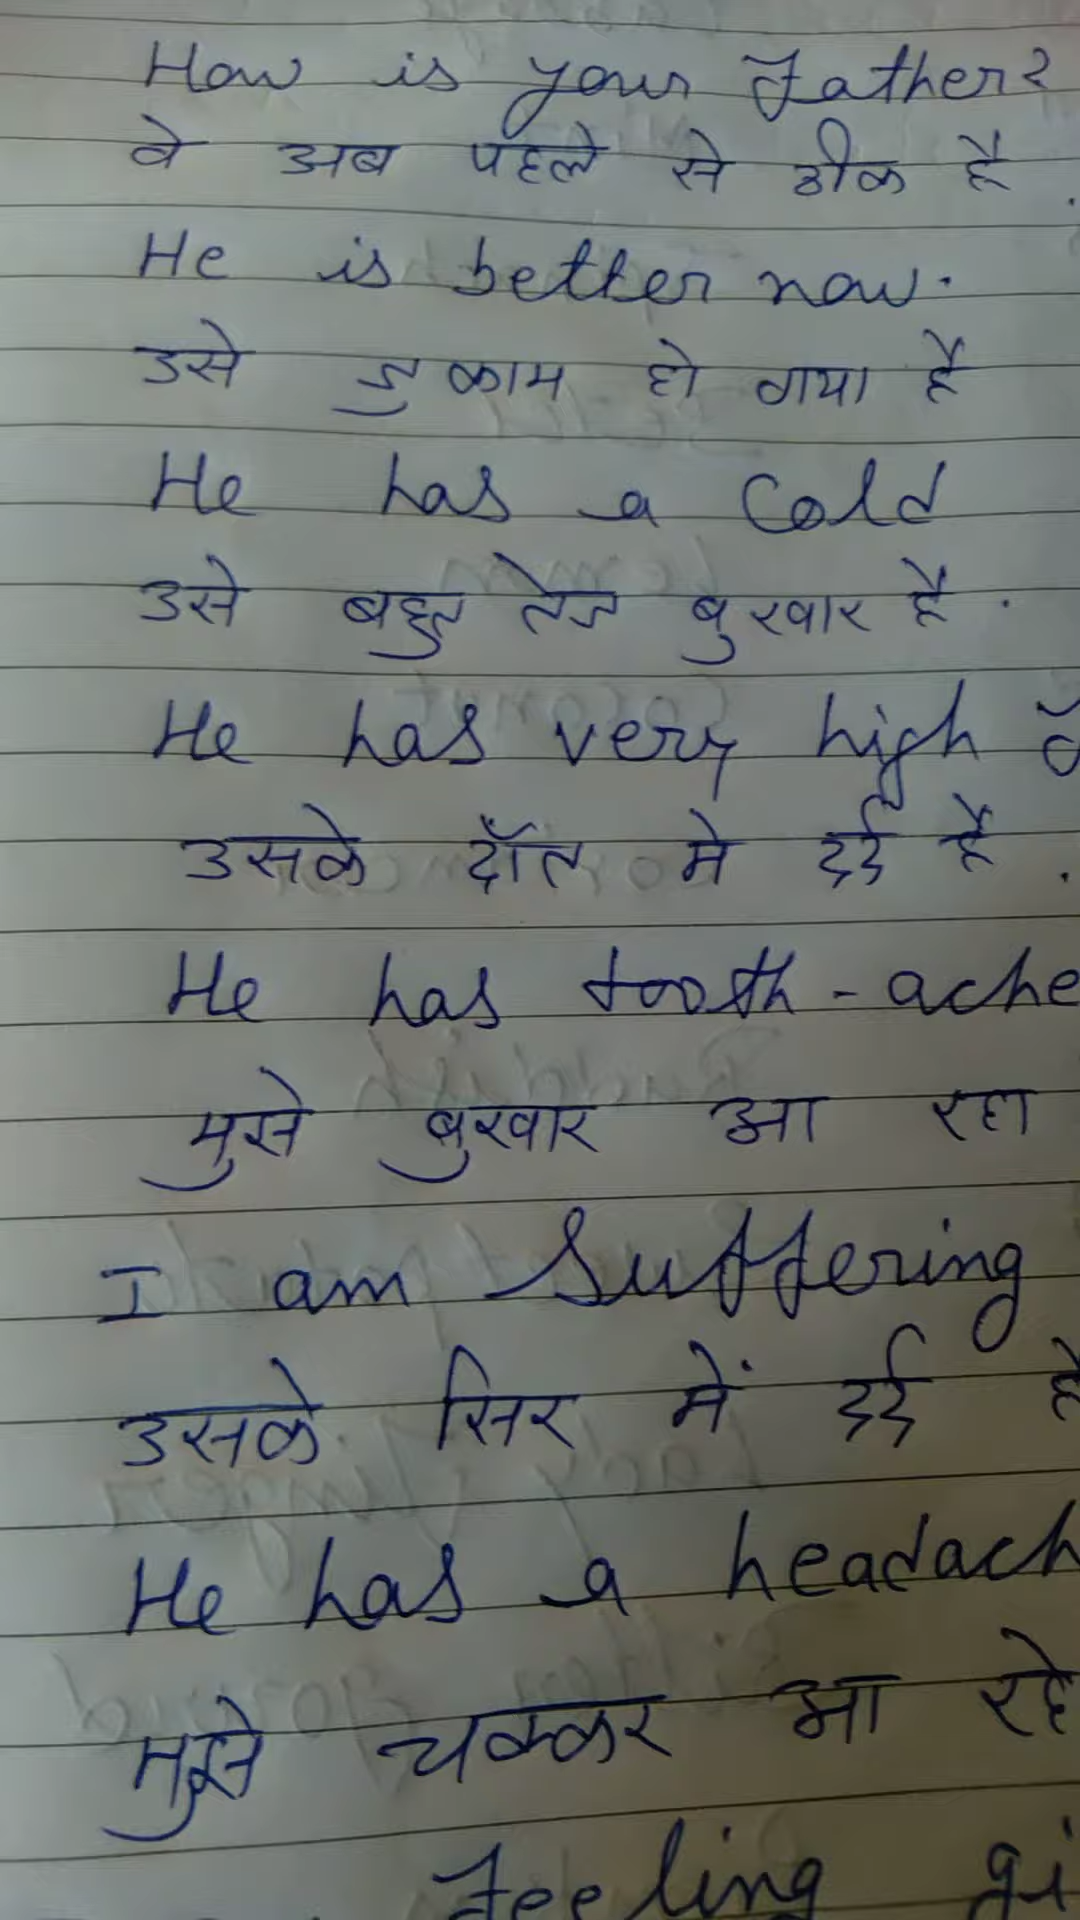 How is your Father?
वे अब पहले से ठीक है .
He is better now.
उसे जुकाम हो गया है
He has a Cold
उसे बहुत तेज बुखार है .
He has very high
उसके दाँत मे दर्द है .
He has tooth-ache
मुझे बुखार आ रहा
I am Suffering
उसके सिर में दर्द है
He has a headach
मुझे चक्कर आ रहे
Feeling gi